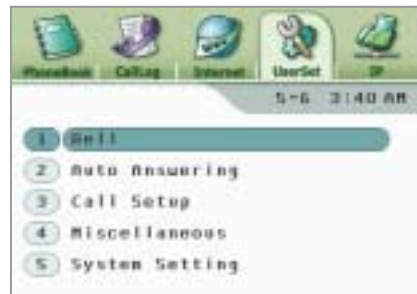 PhoneBook CallLog Internet UserSet IP
5-6 3:40 AM
1 Bell
2 Auto Answering
3 Call Setup
4 Miscellaneous
5 System Setting